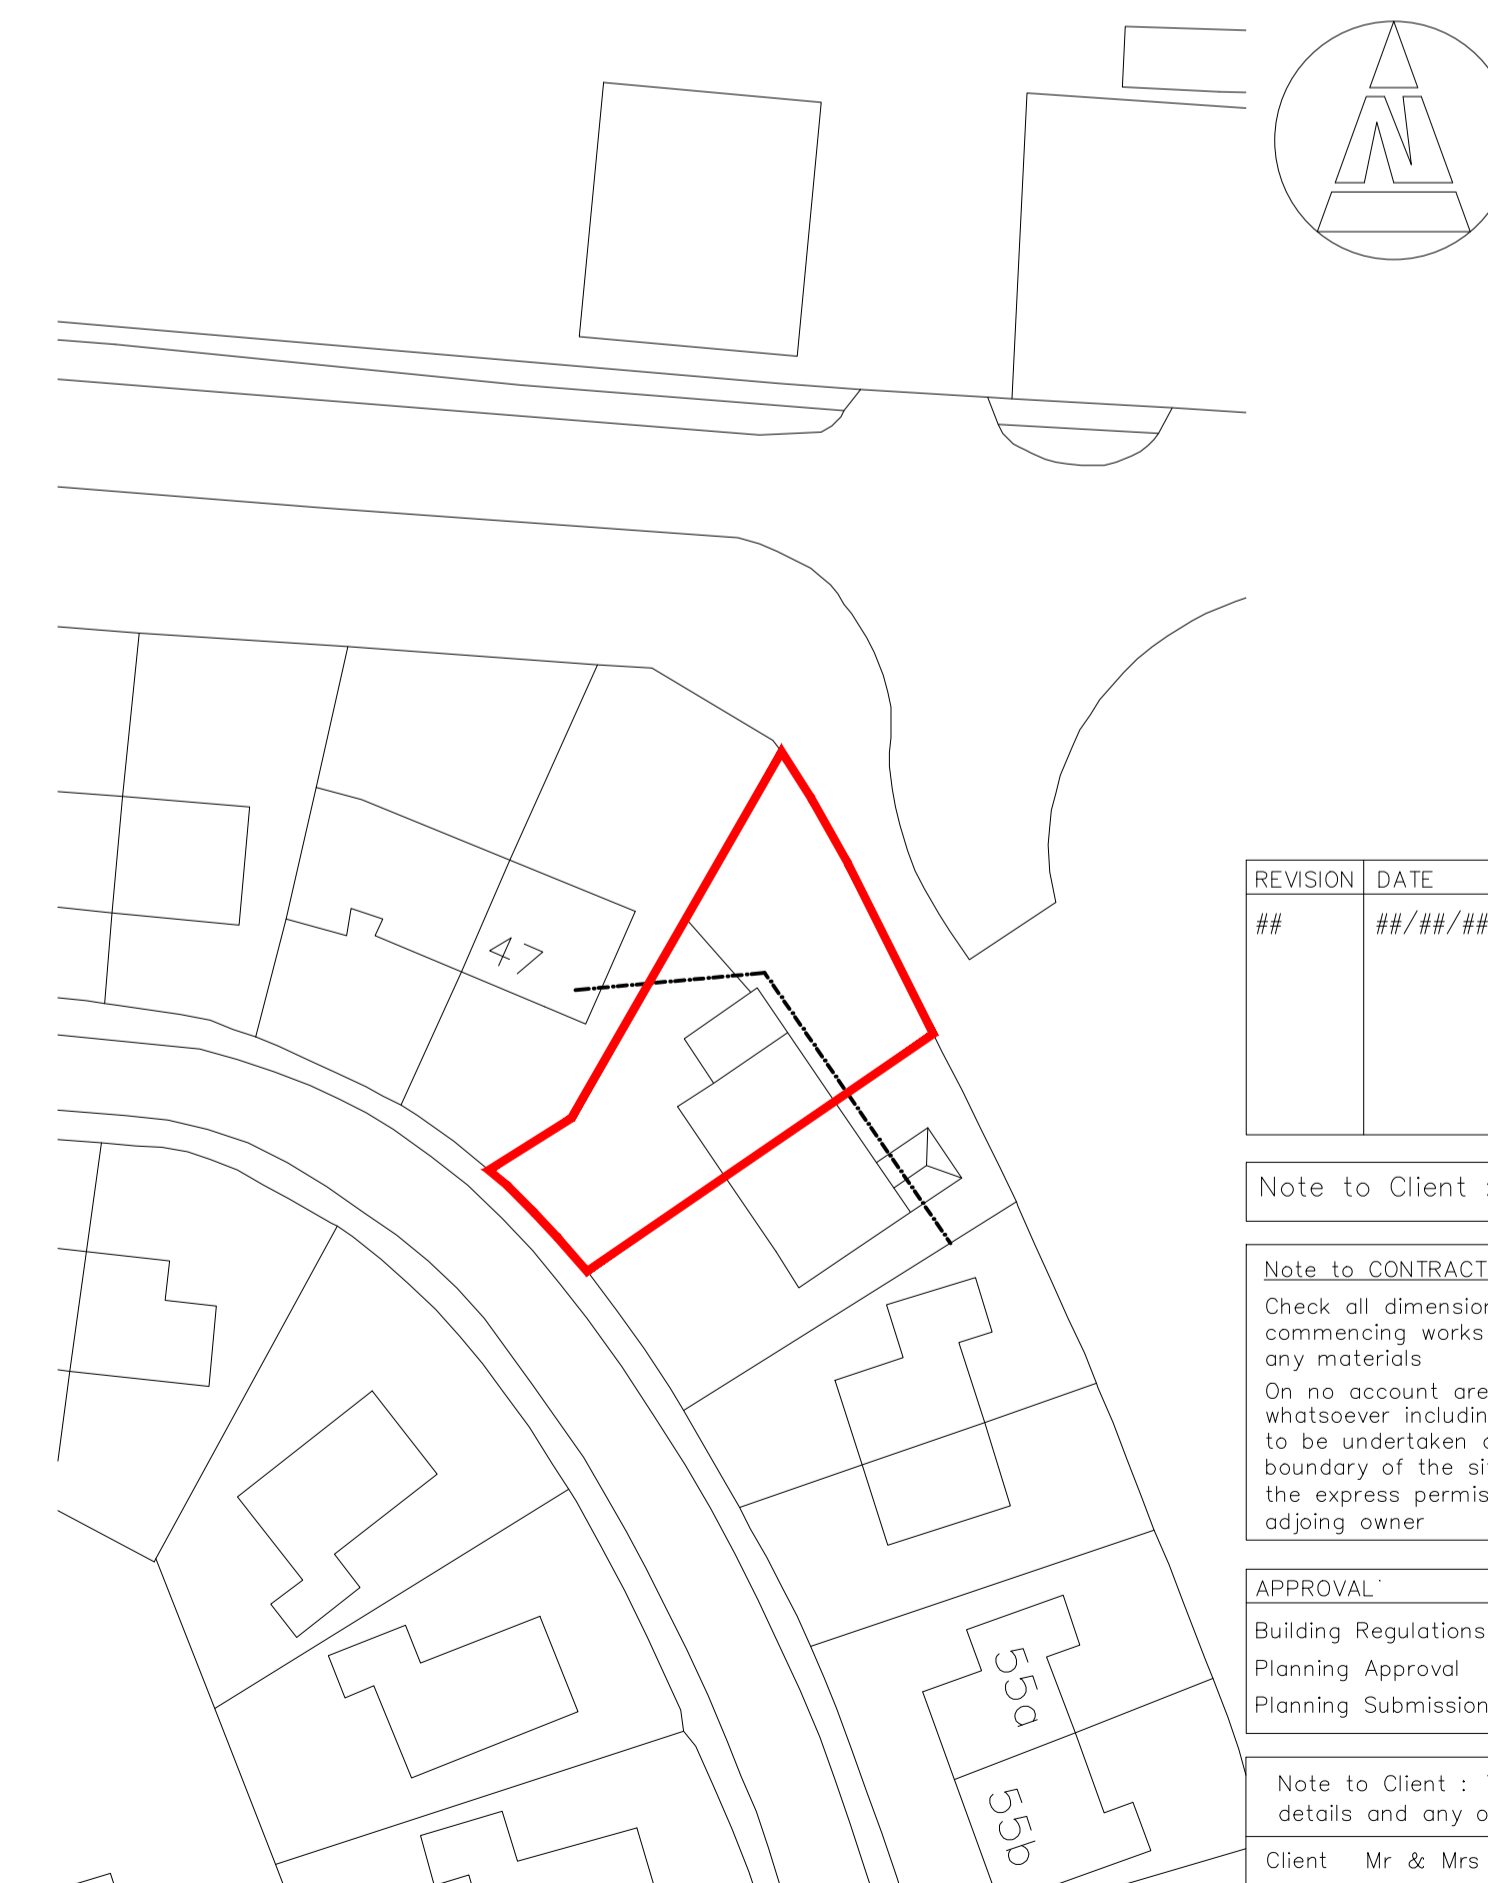 N
47
55a
55b
REVISION DATE
## ##/##/##
Note to Client :
Note to CONTRACT
Check all dimension
commencing works
any materials
On no account are
whatsoever includin
to be undertaken
boundary of the si
the express permis
adjoing owner
APPROVAL
Building Regulations
Planning Approval
Planning Submission
Note to Client :
details and any o
Client Mr & Mrs